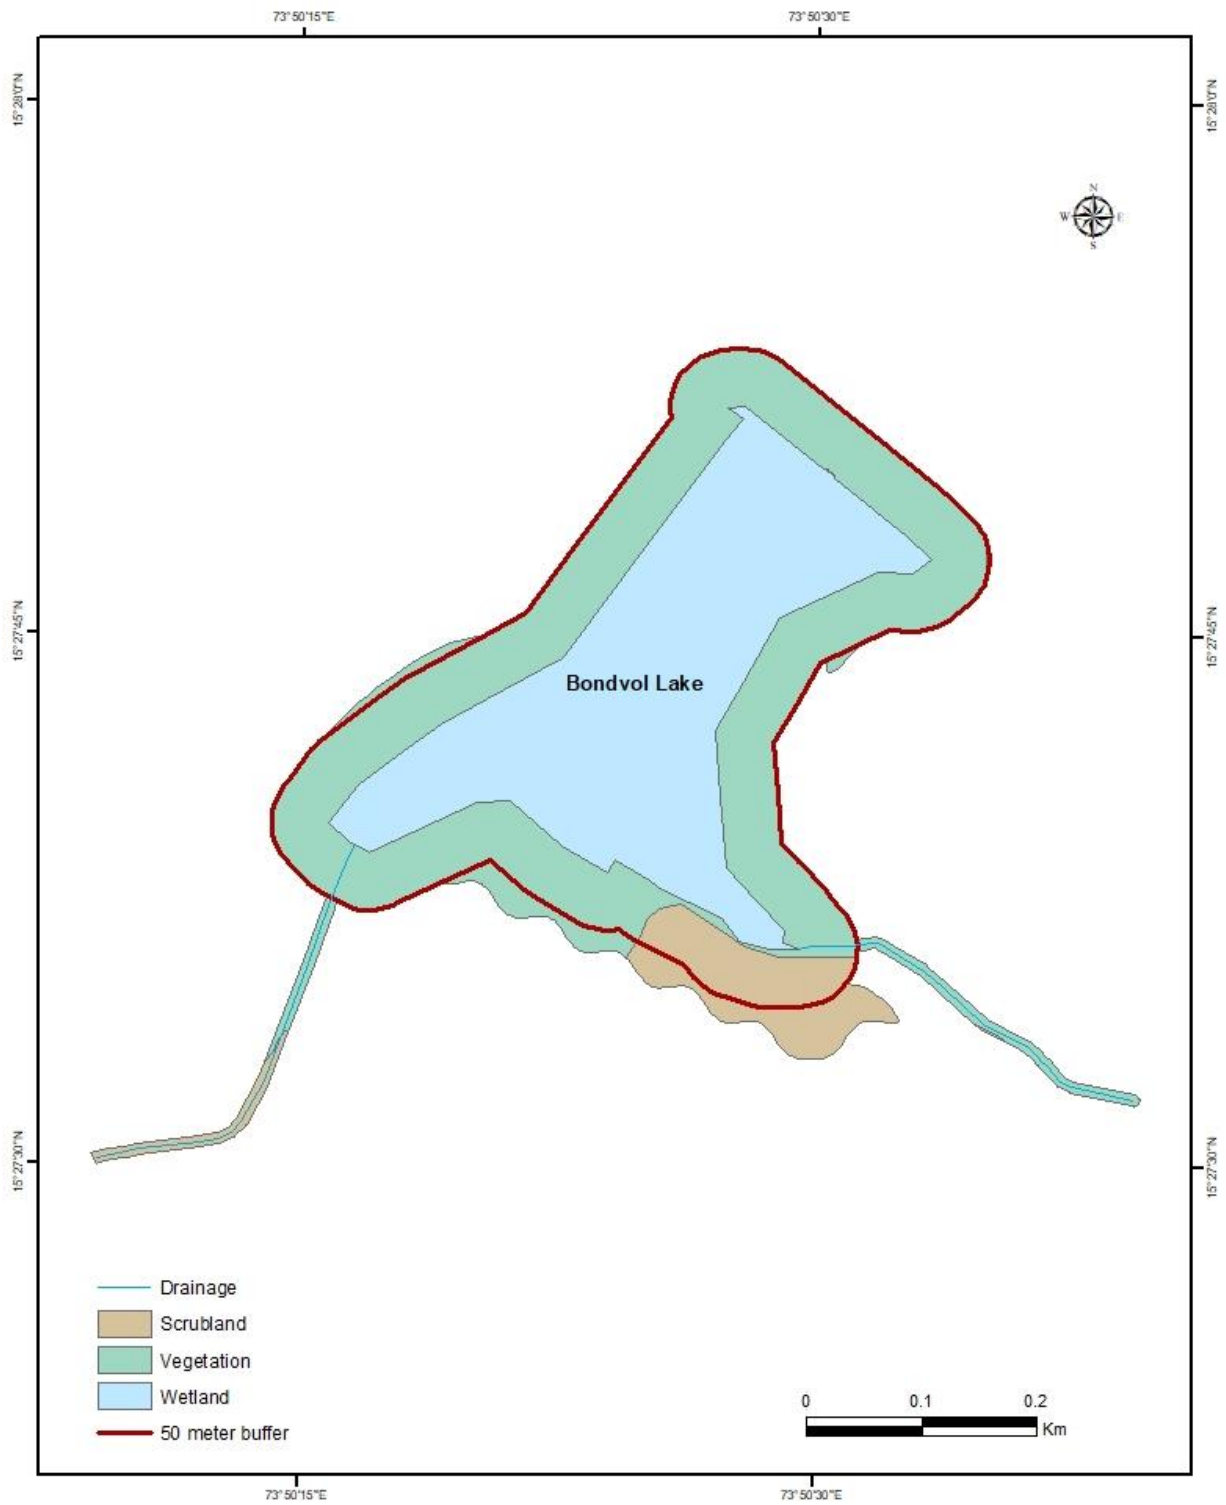 73°50'15"E 73°50'30"E
15°28'0"N 15°28'0"N
N
W E
S
15°27'45"N 15°27'45"N
Bondvol Lake
15°27'30"N 15°27'30"N
Drainage
Scrubland
Vegetation
Wetland
50 meter buffer
0 0.1 0.2
Km
73°50'15"E 73°50'30"E